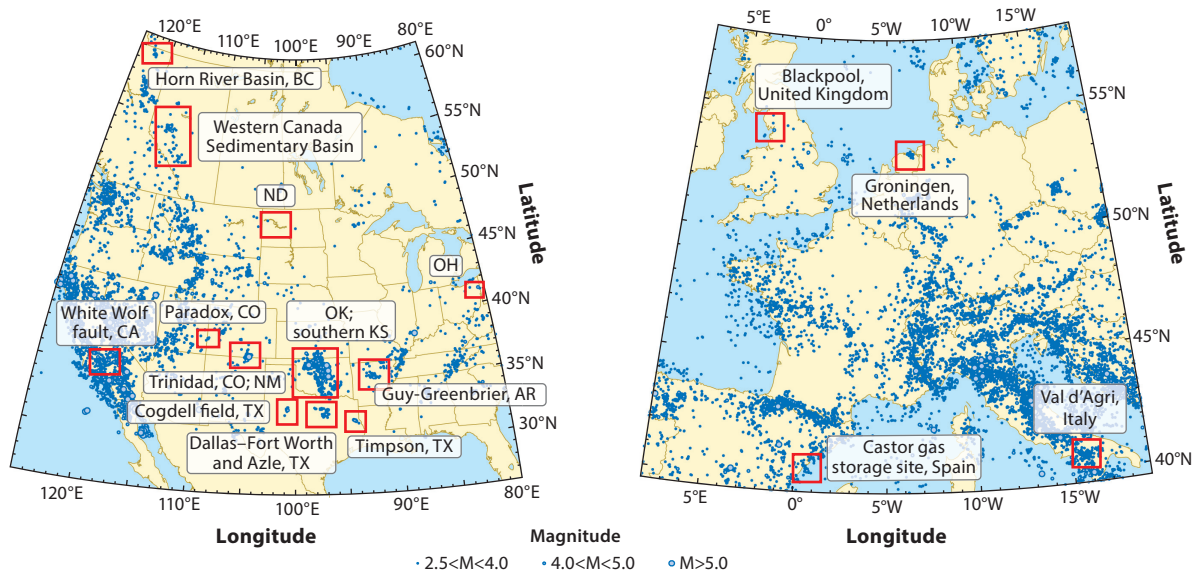 120°E
110°E
100°E
90°E
80°E
60°N
55°N
50°N
45°N
40°N
35°N
30°N
Latitude
Horn River Basin, BC
Western Canada
Sedimentary Basin
ND
OH
White Wolf
fault, CA
Paradox, CO
OK;
southern KS
Trinidad, CO; NM
Guy-Greenbrier, AR
Cogdell field, TX
Dallas–Fort Worth
and Azle, TX
Timpson, TX
120°E
110°E
100°E
90°E
80°E
Longitude
5°E
0°
5°W
10°W
15°W
55°N
50°N
45°N
40°N
Latitude
Blackpool,
United Kingdom
Groningen,
Netherlands
Val d’Agri,
Italy
Castor gas
storage site, Spain
5°E
0°
5°W
10°W
15°W
Longitude
Magnitude
2.5<M<4.0
4.0<M<5.0
M>5.0